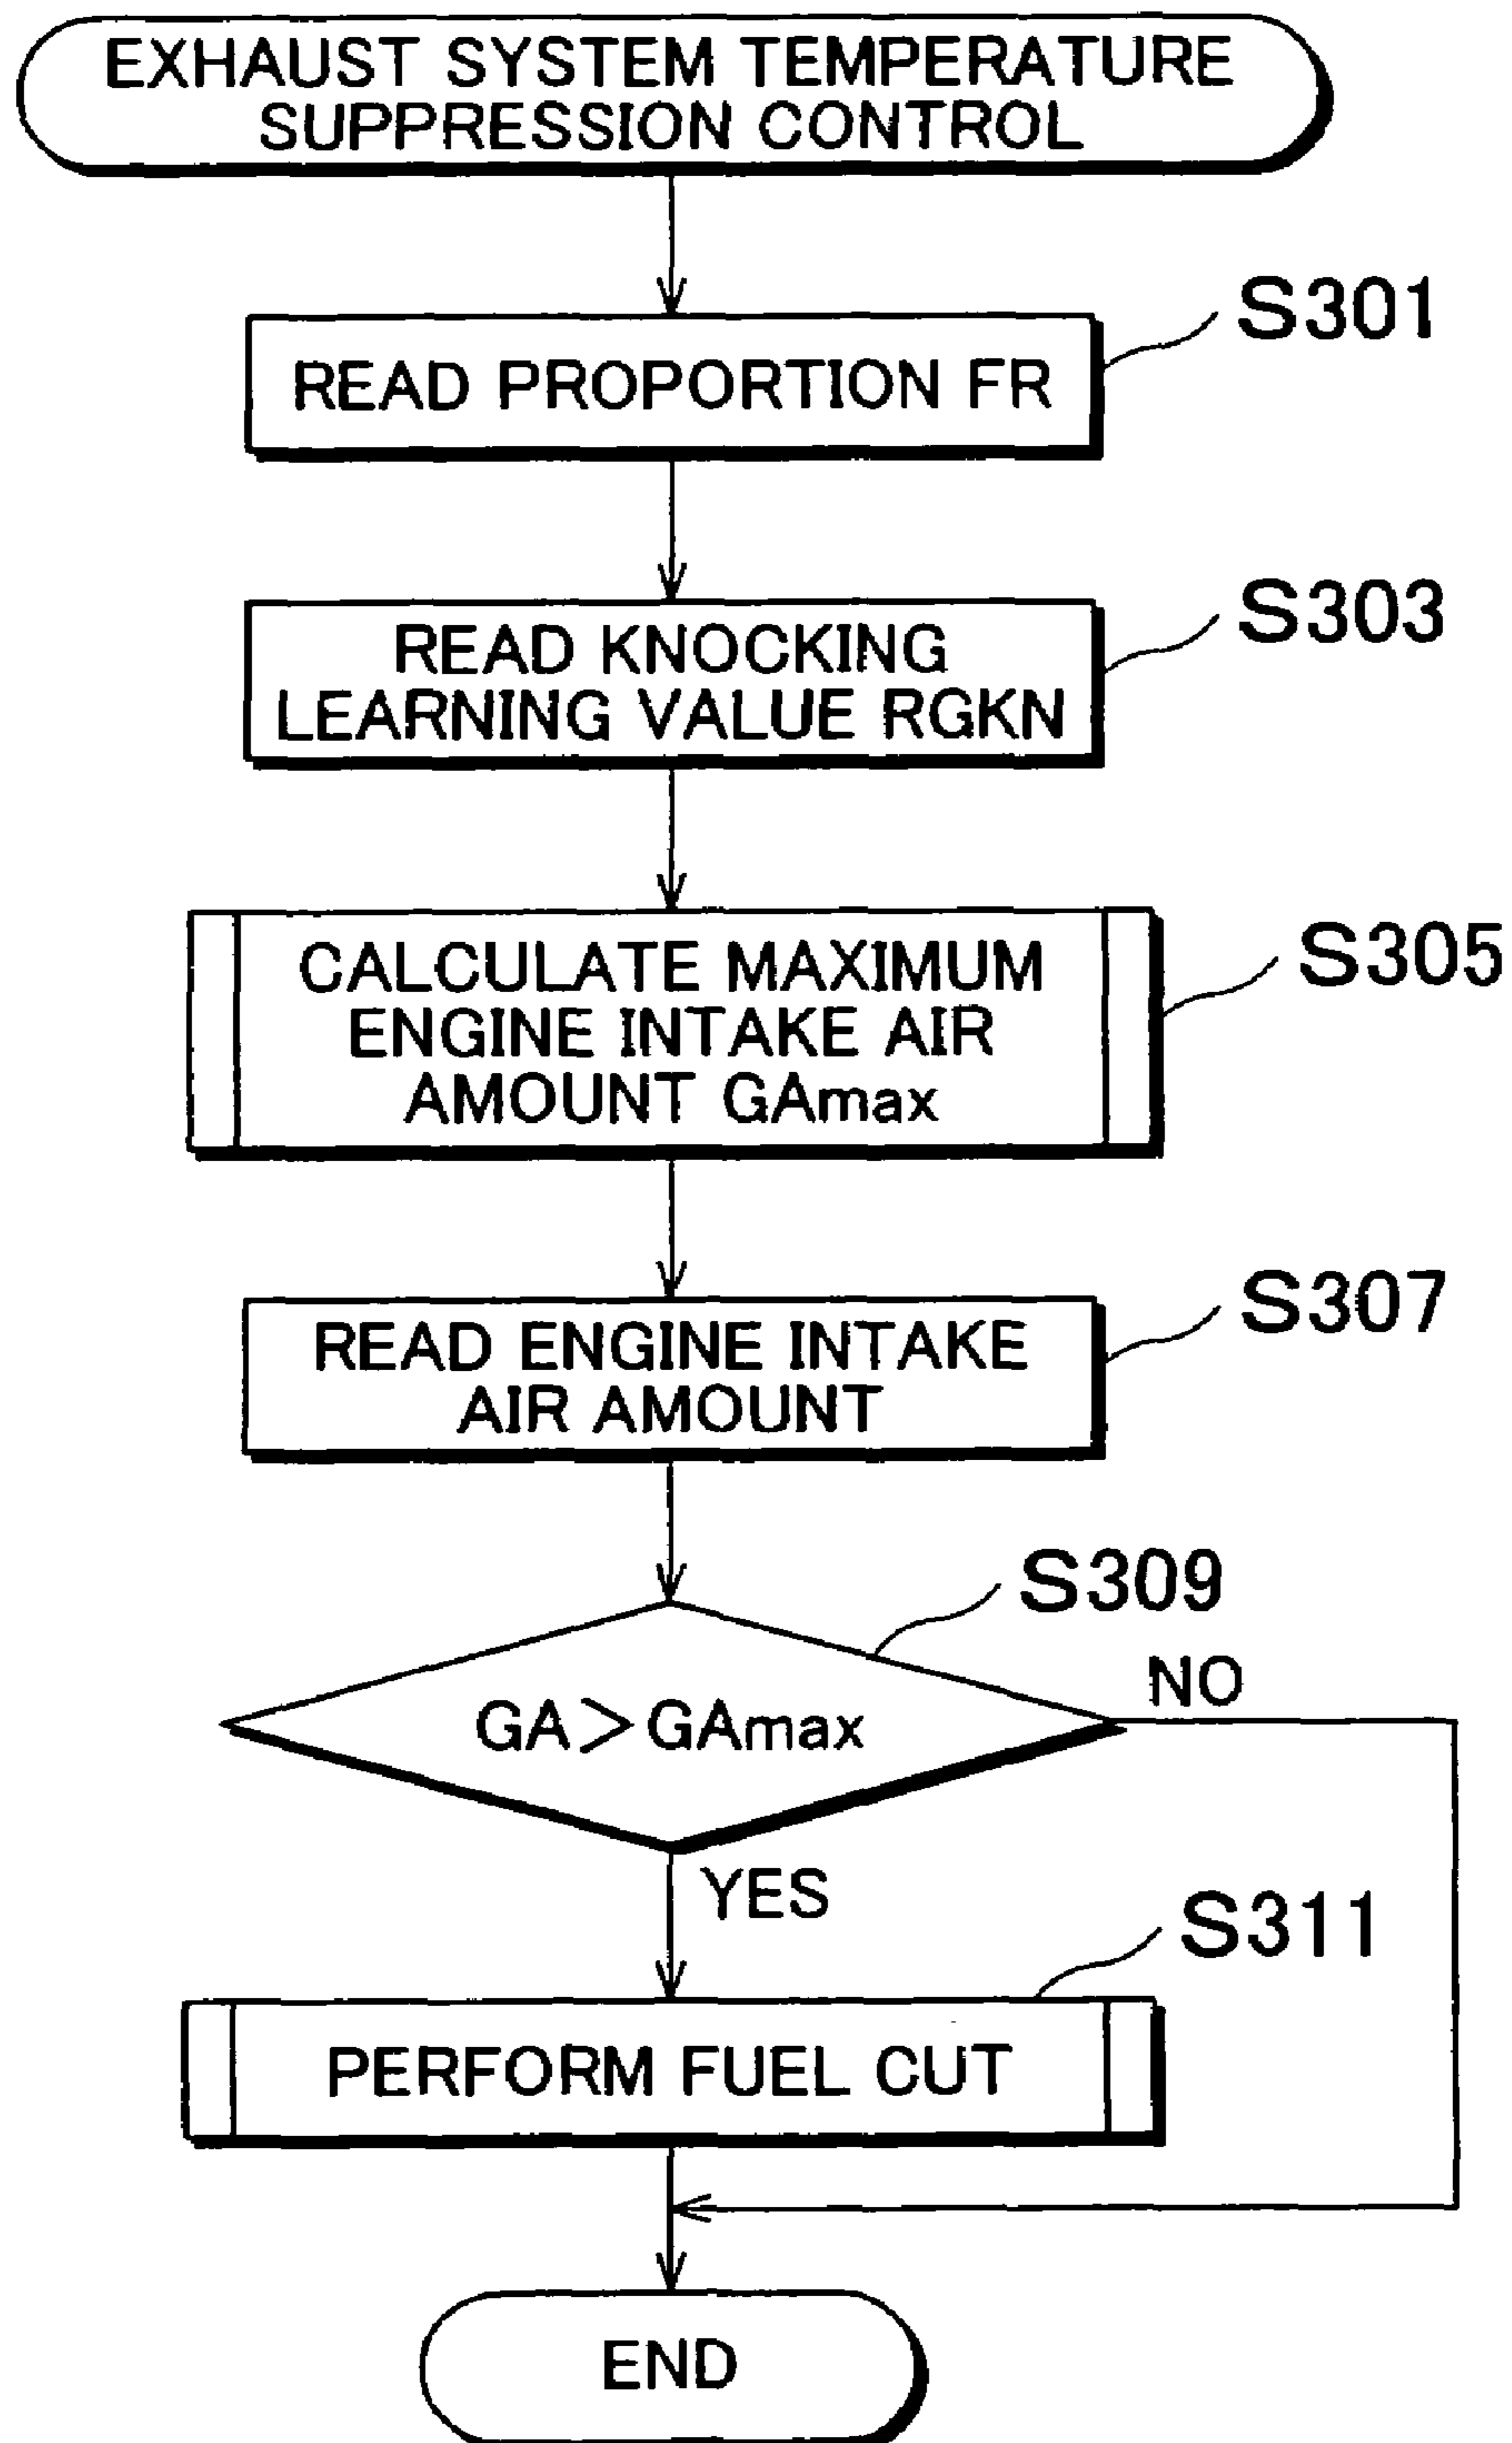 EXHAUST SYSTEM TEMPERATURE
SUPPRESSION CONTROL
S301
READ PROPORTION FR
S303
READ KNOCKING
LEARNING VALUE RGKN
S305
CALCULATE MAXIMUM
ENGINE INTAKE AIR
AMOUNT GAmax
S307
READ ENGINE INTAKE
AIR AMOUNT
S309
GA>GAmax
NO
YES
S311
PERFORM FUEL CUT
END